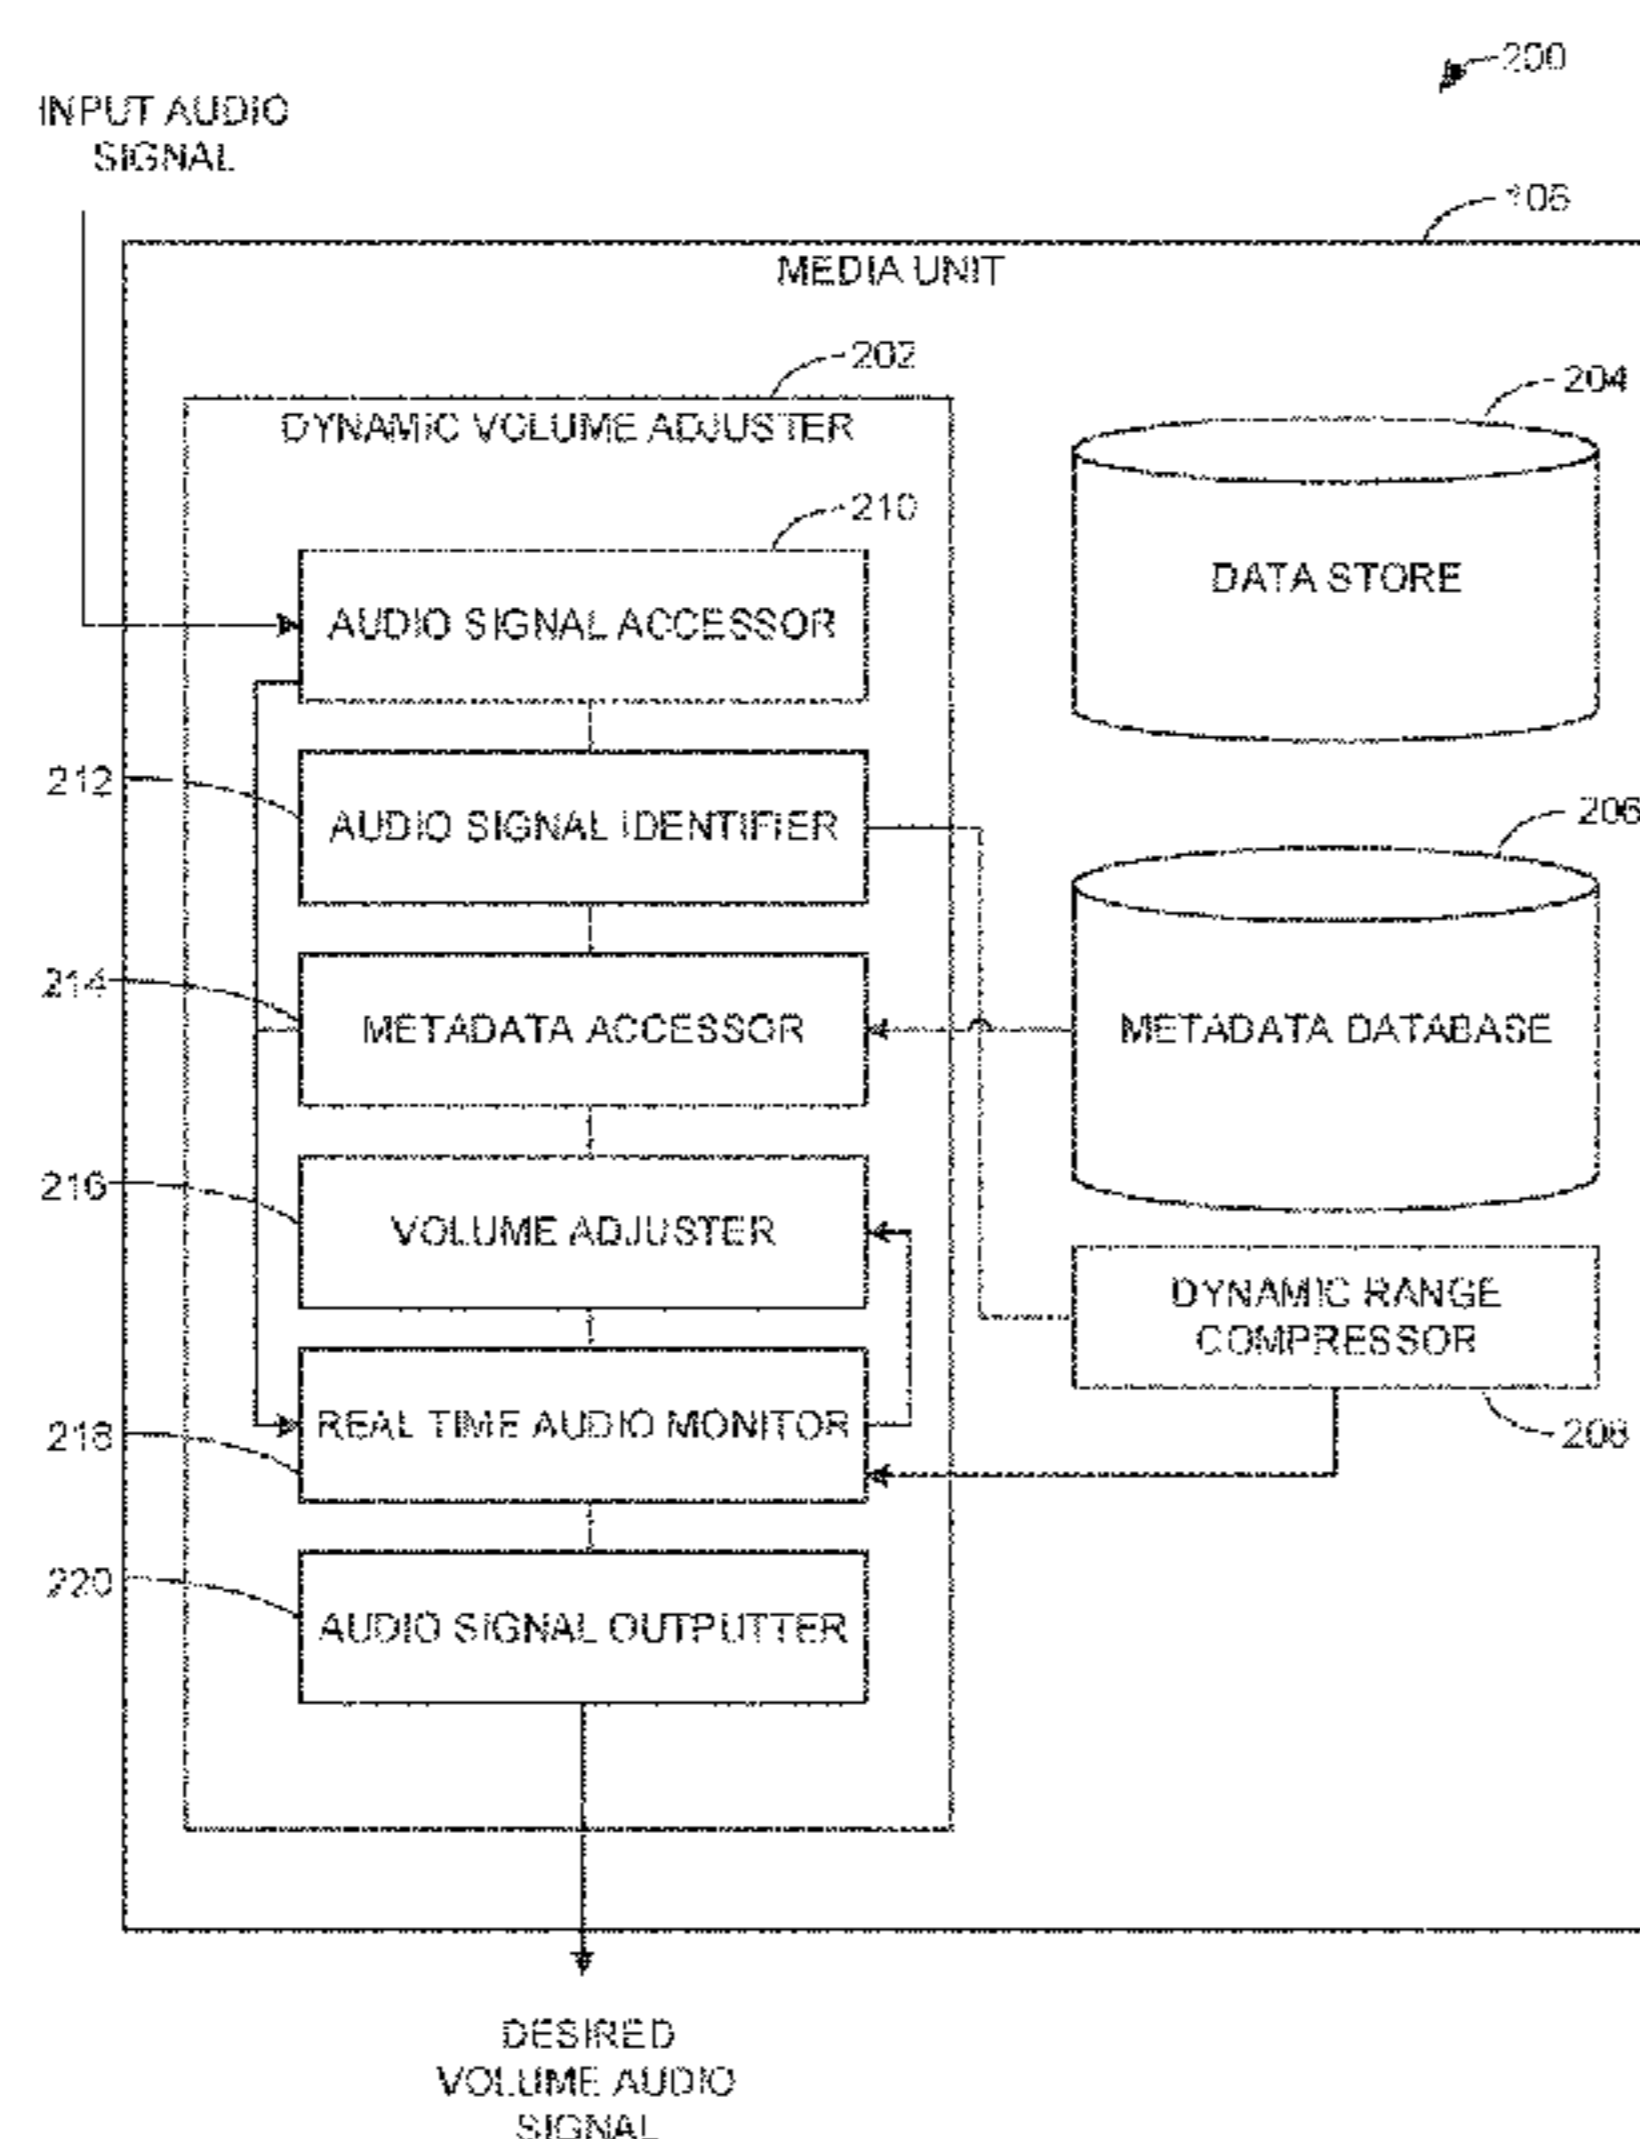 200
INPUT AUDIO
SIGNAL
106
MEDIA UNIT
202
DYNAMIC VOLUME ADJUSTER
204
210
DATA STORE
AUDIO SIGNAL ACCESSOR
212
AUDIO SIGNAL IDENTIFIER
206
214
METADATA ACCESSOR
METADATA DATABASE
216
VOLUME ADJUSTER
DYNAMIC RANGE
COMPRESSOR
218
REAL TIME AUDIO MONITOR
208
220
AUDIO SIGNAL OUTPUTTER
DESIRED
VOLUME AUDIO
SIGNAL